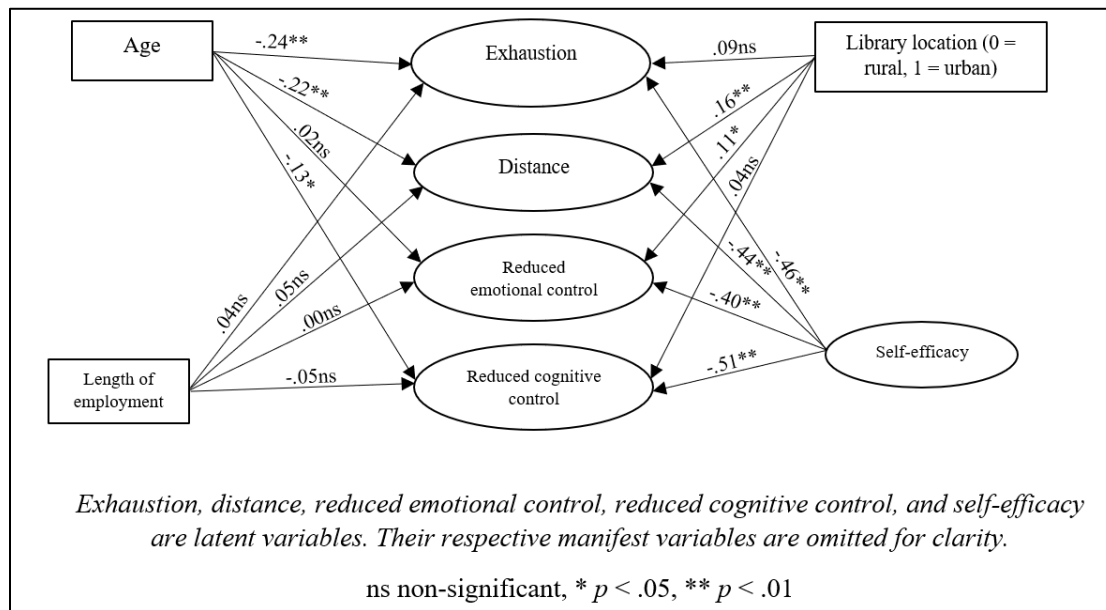 Age
-.24**
Exhaustion
.09ns
Library location (0 =
rural, 1 = urban)
-.22**
.02ns
-.13*
Distance
.16**
.11*
.04ns
.04ns
.05ns
.00ns
-.05ns
Reduced
emotional control
-.46**
-.44**
-.40**
-.51**
Length of
employment
Reduced cognitive
control
Self-efficacy
Exhaustion, distance, reduced emotional control, reduced cognitive control, and self-efficacy
are latent variables. Their respective manifest variables are omitted for clarity.
ns non-significant, * p < .05, ** p < .01